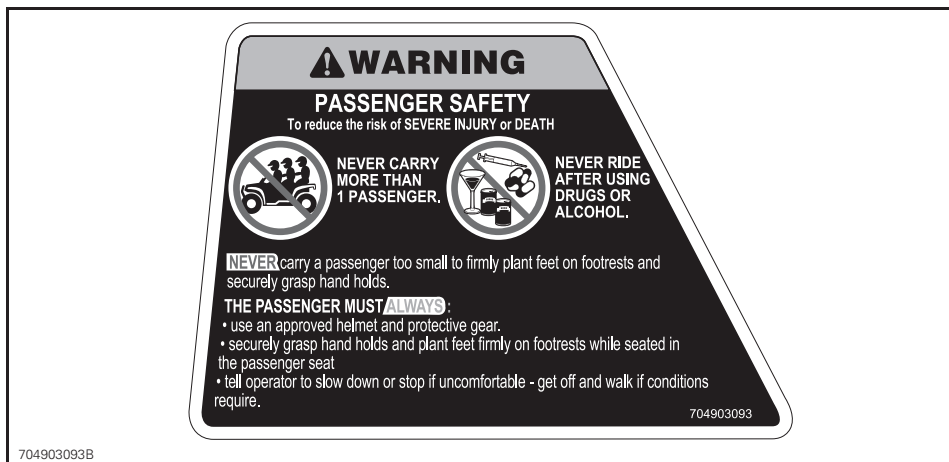 WARNING
PASSENGER SAFETY
To reduce the risk of SEVERE INJURY or DEATH
NEVER CARRY
MORE THAN
1 PASSENGER.
NEVER RIDE
AFTER USING
DRUGS OR
ALCOHOL.
NEVER carry a passenger too small to firmly plant feet on footrests and
securely grasp hand holds.
THE PASSENGER MUST ALWAYS :
• use an approved helmet and protective gear.
• securely grasp hand holds and plant feet firmly on footrests while seated in
the passenger seat
• tell operator to slow down or stop if uncomfortable - get off and walk if conditions
require.
704903093
704903093B